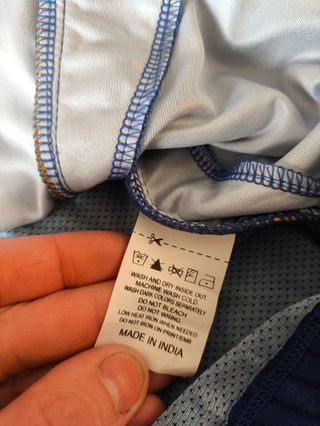 WASH AND DRY INSIDE OUT
MACHINE WASH COLD,
WASH DARK COLORS SEPARATELY
DO NOT BLEACH
DO NOT WRING
LOW HEAT IRON WHEN NEEDED
DO NOT IRON ON PRINT/EMB
MADE IN INDIA